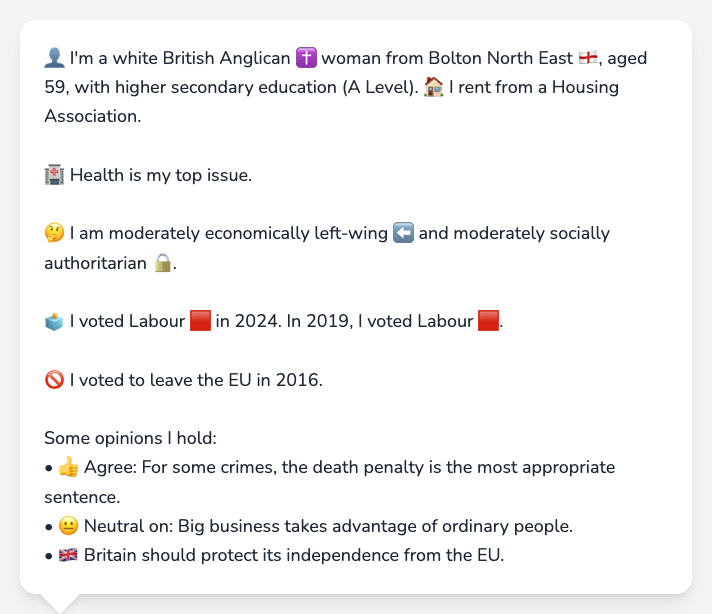 👤 I'm a white British Anglican ✝️ woman from Bolton North East 🏴󠁧󠁢󠁥󠁮󠁧󠁿, aged
59, with higher secondary education (A Level). 🏠 I rent from a Housing
Association.
🏥 Health is my top issue.
🤔 I am moderately economically left-wing ⬅️ and moderately socially
authoritarian 🔒.
🗳️ I voted Labour 🟥 in 2024. In 2019, I voted Labour 🟥.
🚫 I voted to leave the EU in 2016.
Some opinions I hold:
• 👍 Agree: For some crimes, the death penalty is the most appropriate
sentence.
• 😐 Neutral on: Big business takes advantage of ordinary people.
• 🇬🇧 Britain should protect its independence from the EU.